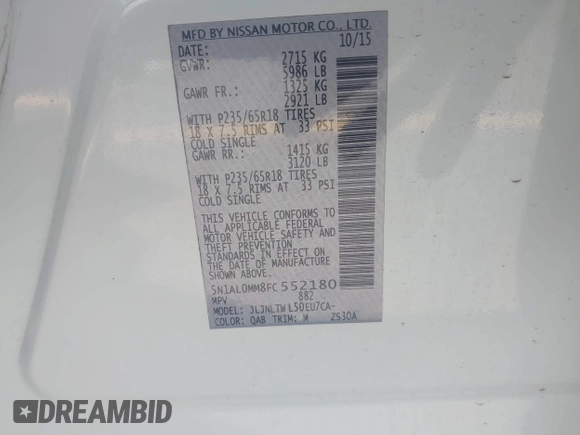 MFD BY NISSAN MOTOR CO., LTD.
DATE: 10/15
GVWR: 2715 KG
5986 LB
GAWR FR.: 1325 KG
2921 LB
WITH P235/65R18 TIRES
18 X 7.5 RIMS AT 33 PSI
COLD SINGLE
GAWR RR.: 1415 KG
3120 LB
WITH P235/65R18 TIRES
18 X 7.5 RIMS AT 33 PSI
COLD SINGLE
THIS VEHICLE CONFORMS TO
ALL APPLICABLE FEDERAL
MOTOR VEHICLE SAFETY AND
THEFT PREVENTION
STANDARDS IN EFFECT ON
THE DATE OF MANUFACTURE
SHOWN ABOVE.
5N1AL0MM8FC552180
MPV 882
MODEL: JLJNLTW L50EU7CA-
COLOR: QAB TRIM: M ZS30A
DREAMBID